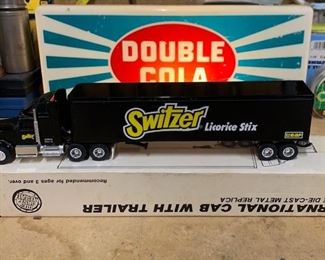 DOUBLE
COLA
Switzer Licorice Stix
Recommended for ages 3 and over.
RNATIONAL CAB WITH TRAILER
DIE-CAST METAL REPLICA